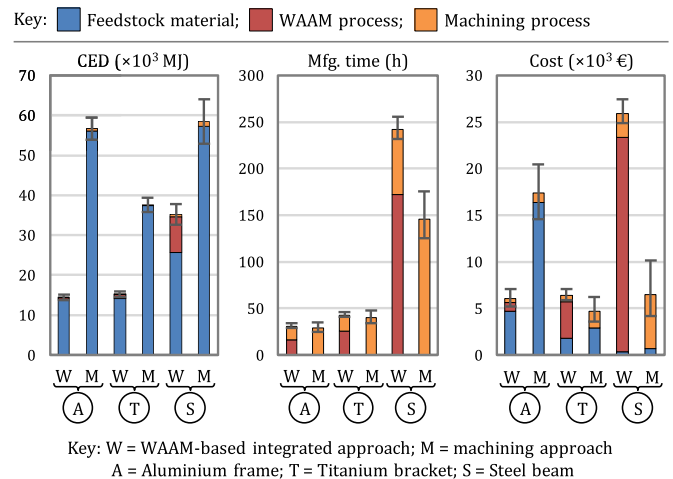 Key: Feedstock material; WAAM process; Machining process
CED (×10³ MJ) Mfg. time (h) Cost (×10³ €)
70 300 30
60 250 25
50 200 20
40 150 15
30 100 10
20 50 5
10 0 0
0
W M W M W M W M W M W M W M W M W M
A T S A T S A T S
Key: W = WAAM-based integrated approach; M = machining approach
A = Aluminium frame; T = Titanium bracket; S = Steel beam